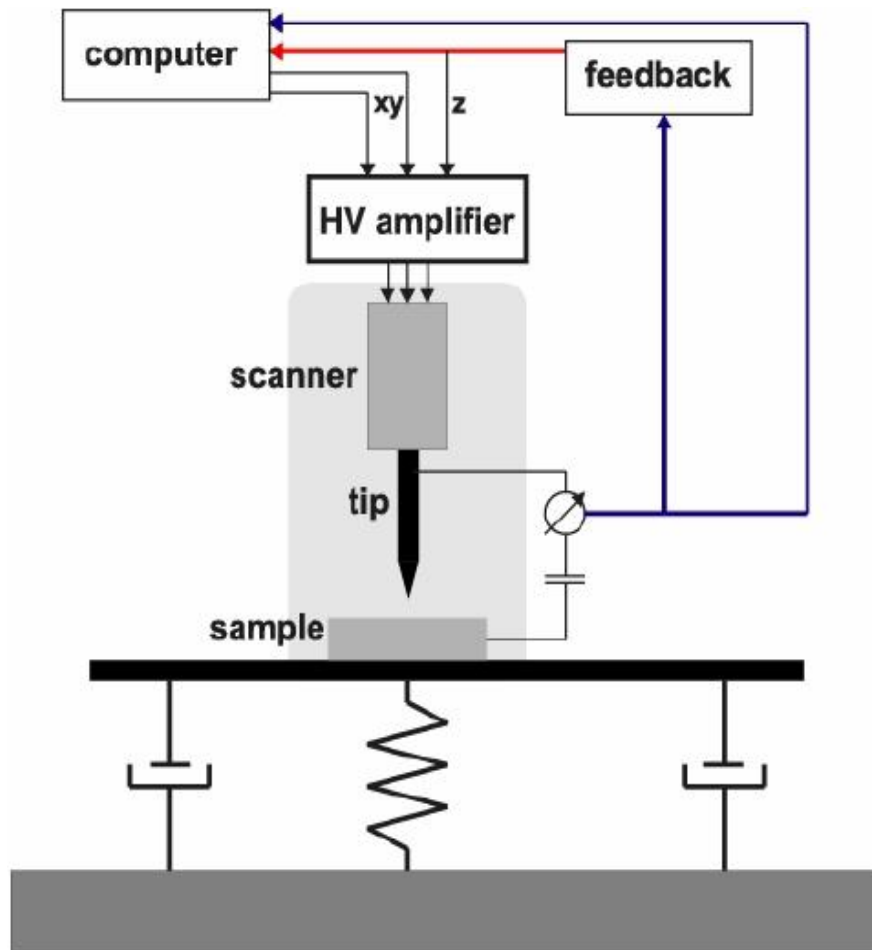 computer
feedback
xy
z
HV amplifier
scanner
tip
sample